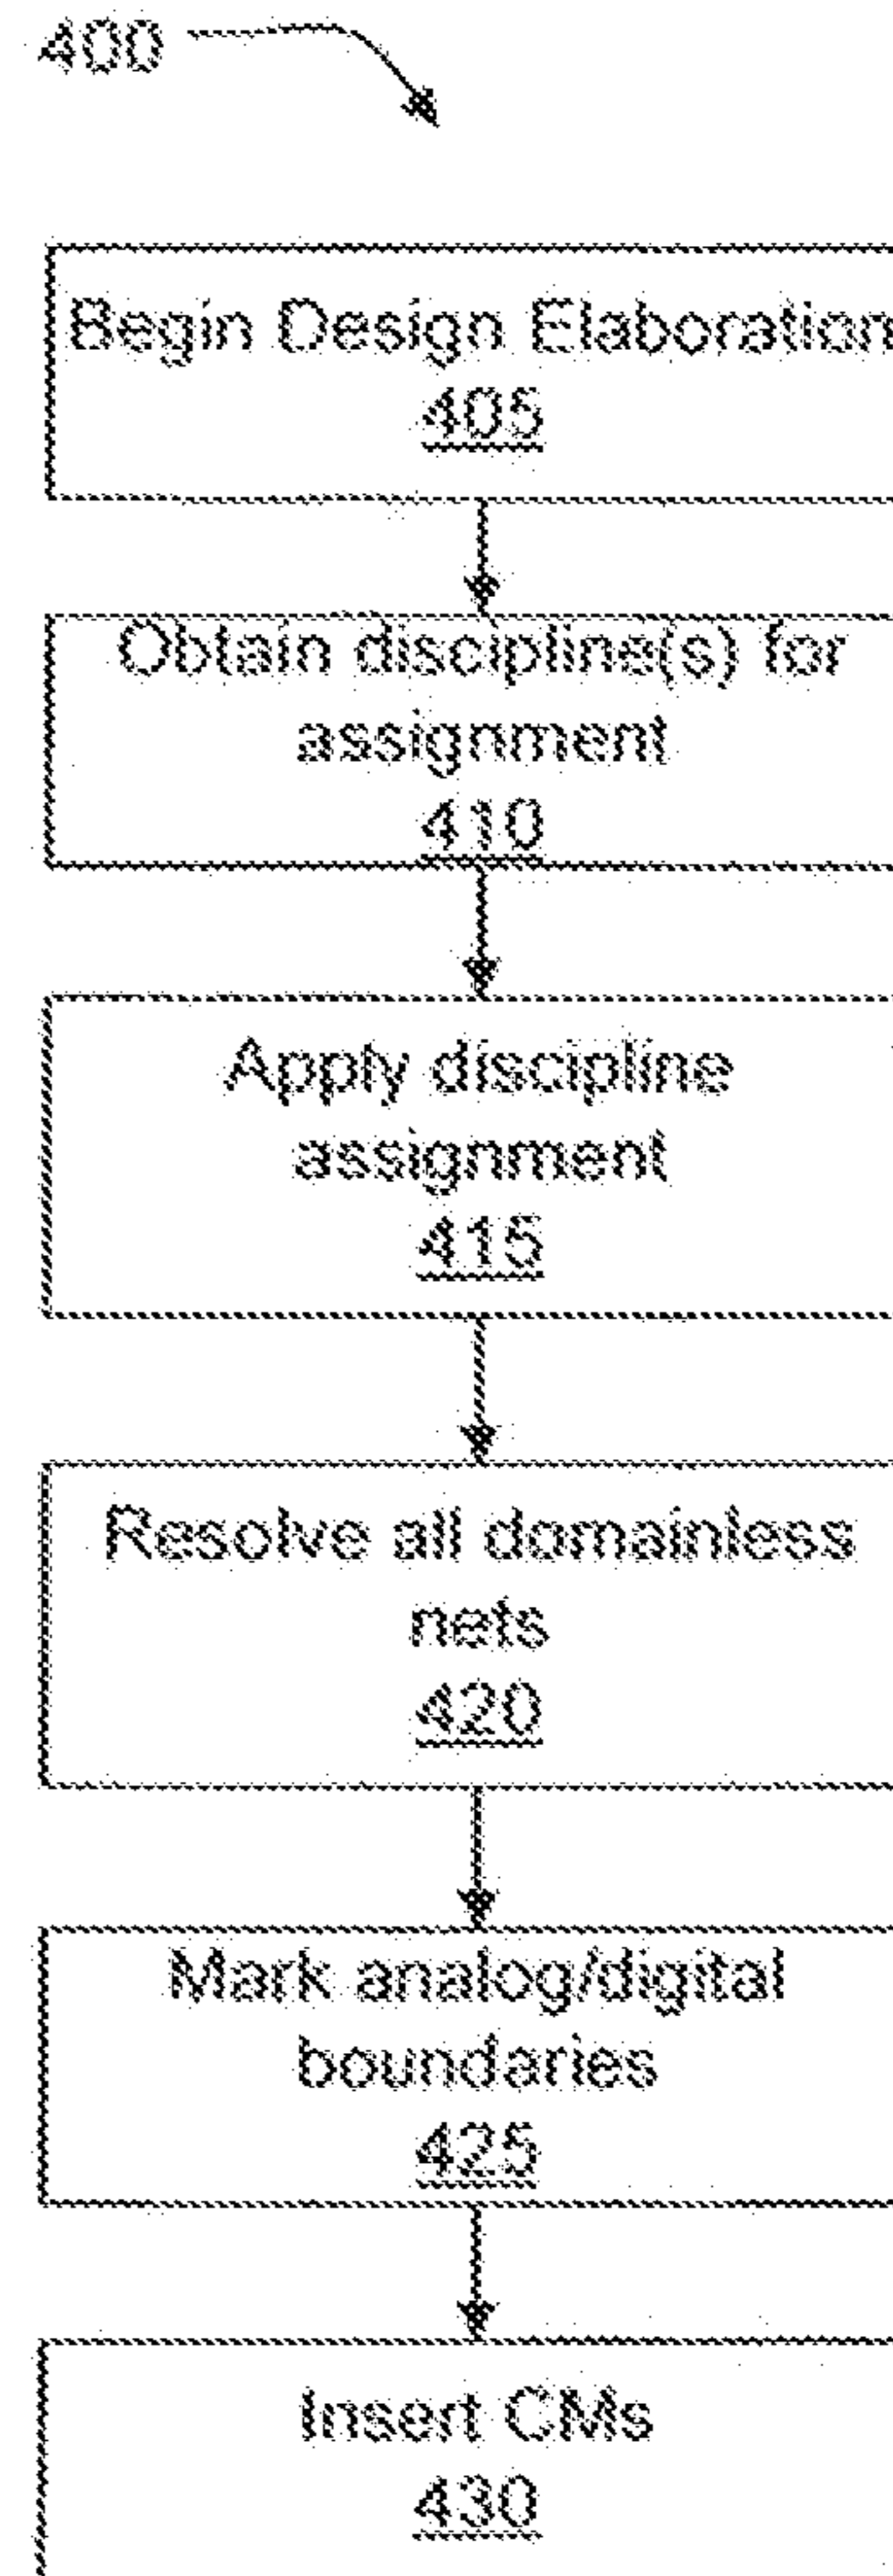 400
Begin Design Elaboration
405
Obtain discipline(s) for
assignment
410
Apply discipline
assignment
415
Resolve all domainless
nets
420
Mark analog/digital
boundaries
425
Insert CMs
430